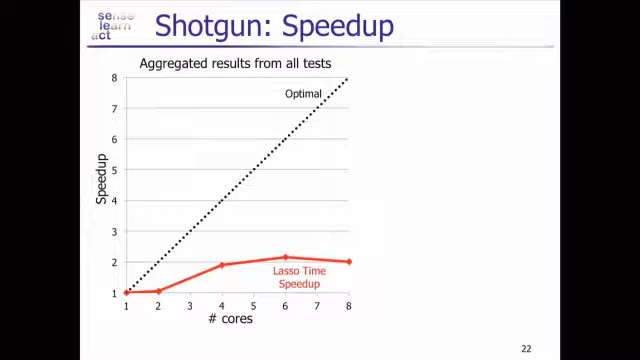 sense
learn
act
Shotgun: Speedup
Aggregated results from all tests
8
7
6
5
4
3
2
1
Speedup
Optimal
Lasso Time
Speedup
1 2 3 4 5 6 7 8
# cores
22